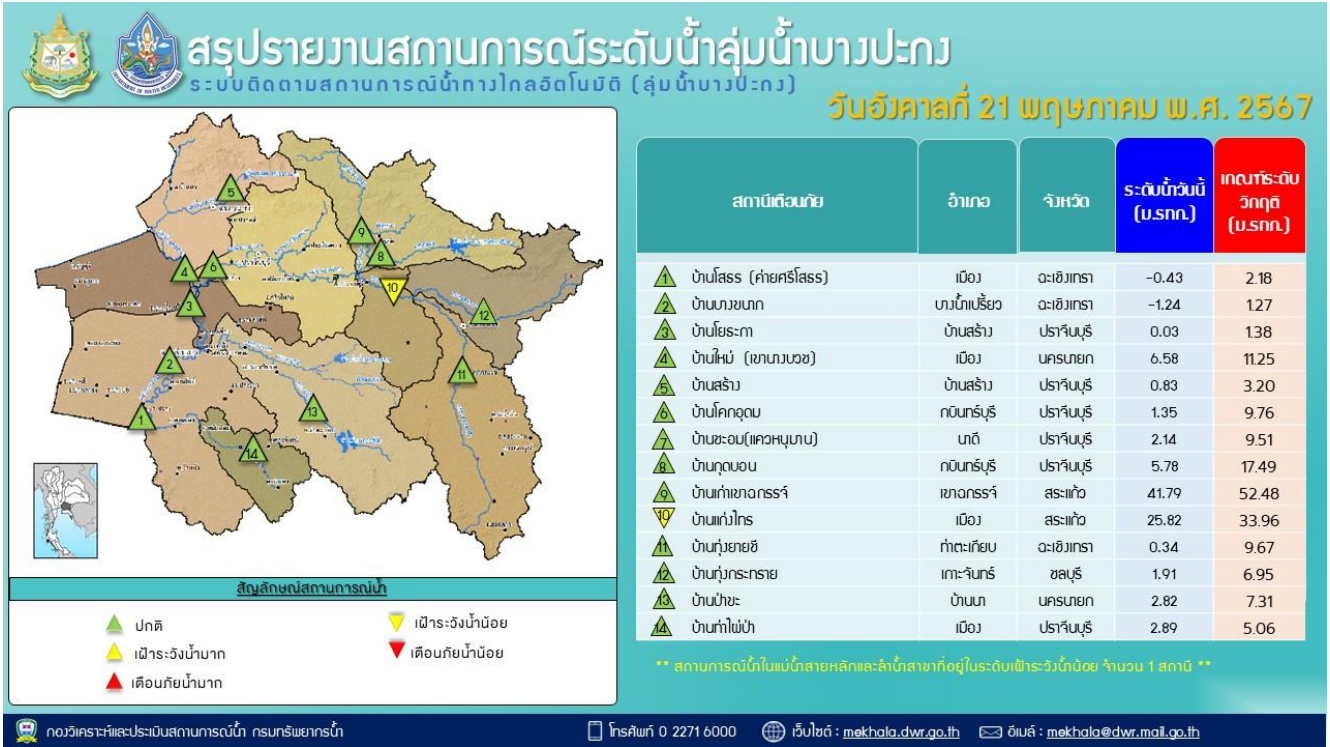 สรุปรายงานสถานการณ์ระดับน้ำลุ่มน้ำบางปะกง
ระบบติดตามสถานการณ์น้ำทางไกลอัตโนมัติ (ลุ่มน้ำบางปะกง)
วันอังคารที่ 21 พฤษภาคม พ.ศ. 2567
สถานีเตือนภัย อำเภอ จังหวัด ระดับน้ำวันนี้ (ม.รทก.) เกณฑ์ระดับวิกฤติ (ม.รทก.)
1 บ้านโสธร (ค่ายศรีโสธร) เมือง ฉะเชิงเทรา -0.43 2.18
2 บ้านบางขนาก บางน้ำเปรี้ยว ฉะเชิงเทรา -1.24 1.27
3 บ้านโยธะกา บ้านสร้าง ปราจีนบุรี 0.03 1.38
4 บ้านใหม่ (เขานางบวช) เมือง นครนายก 6.58 11.25
5 บ้านสร้าง บ้านสร้าง ปราจีนบุรี 0.83 3.20
6 บ้านโคกอุดม กบินทร์บุรี ปราจีนบุรี 1.35 9.76
7 บ้านชะอม(แควหนุมาน) นาดี ปราจีนบุรี 2.14 9.51
8 บ้านกุดบอน กบินทร์บุรี ปราจีนบุรี 5.78 17.49
9 บ้านเก่าเขาฉกรรจ์ เขาฉกรรจ์ สระแก้ว 41.79 52.48
10 บ้านแก่งไทร เมือง สระแก้ว 25.82 33.96
11 บ้านทุ่งยายชี ท่าตะเกียบ ฉะเชิงเทรา 0.34 9.67
12 บ้านทุ่งกระทราย เกาะจันทร์ ชลบุรี 1.91 6.95
13 บ้านป่าขะ บ้านนา นครนายก 2.82 7.31
14 บ้านท่าไผ่ป่า เมือง ปราจีนบุรี 2.89 5.06
** สถานการณ์น้ำในแม่น้ำสายหลักและลำน้ำสาขาที่อยู่ในระดับเฝ้าระวังน้ำน้อย จำนวน 1 สถานี **
5
9
8
4
6
10
3
12
2
11
13
1
14
สัญลักษณ์สถานการณ์น้ำ
ปกติ
เฝ้าระวังน้ำน้อย
เฝ้าระวังน้ำมาก
เตือนภัยน้ำน้อย
เตือนภัยน้ำมาก
กองวิเคราะห์และประเมินสถานการณ์น้ำ กรมทรัพยากรน้ำ
โทรศัพท์ 0 2271 6000 เว็บไซต์ : mekhala.dwr.go.th อีเมล์ : mekhala@dwr.mail.go.th